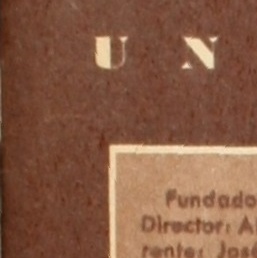 U N
Fundado
Director: Al
rente: José